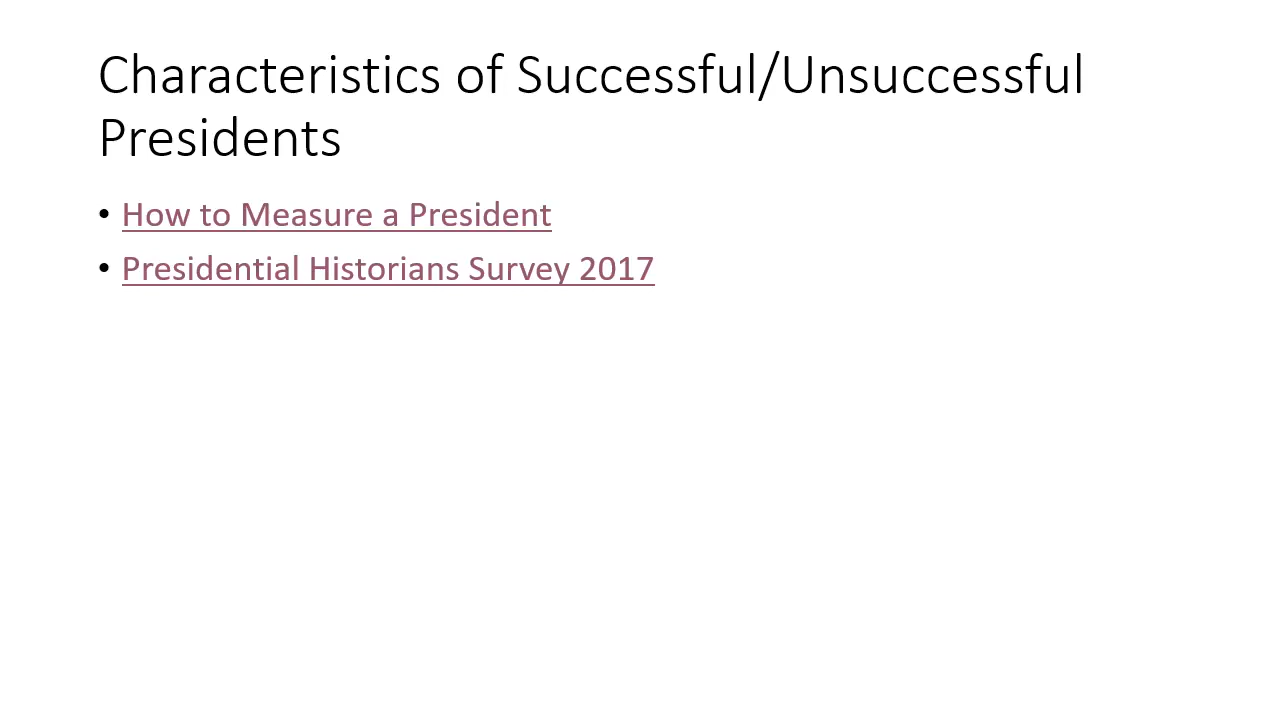 Characteristics of Successful/Unsuccessful
Presidents
• How to Measure a President
• Presidential Historians Survey 2017